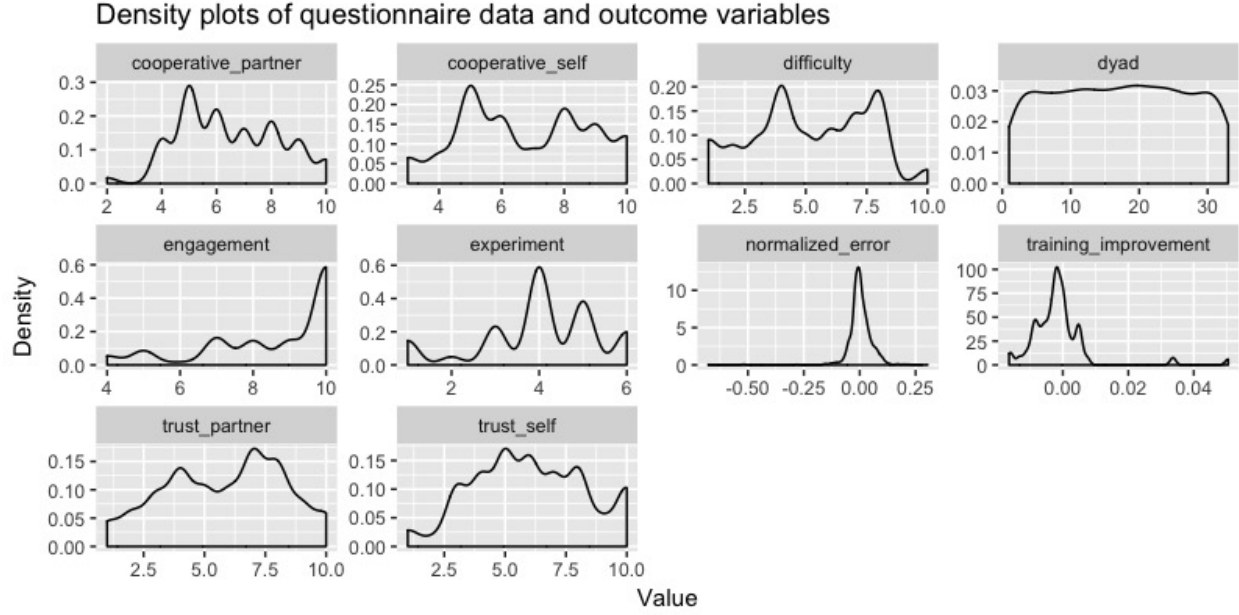 Density plots of questionnaire data and outcome variables
cooperative_partner cooperative_self difficulty dyad
0.3 0.25 0.20 0.03
0.2 0.20 0.15 0.02
0.1 0.15 0.10 0.01
0.0 0.10 0.05 0.00
0.05 0.00
0.00
2 4 6 8 10 4 6 8 10 2.5 5.0 7.5 10.0 0 10 20 30
engagement experiment normalized_error training_improvement
0.6 0.6 10 100
0.4 0.4 5 75
0.2 0.2 0 50
0.0 0.0 25
0
4 6 8 10 2 4 6 -0.50 -0.25 0.00 0.25 0.00 0.02 0.04
trust_partner trust_self
0.15 0.15
0.10 0.10
0.05 0.05
0.00 0.00
2.5 5.0 7.5 10.0 2.5 5.0 7.5 10.0
Density
Value